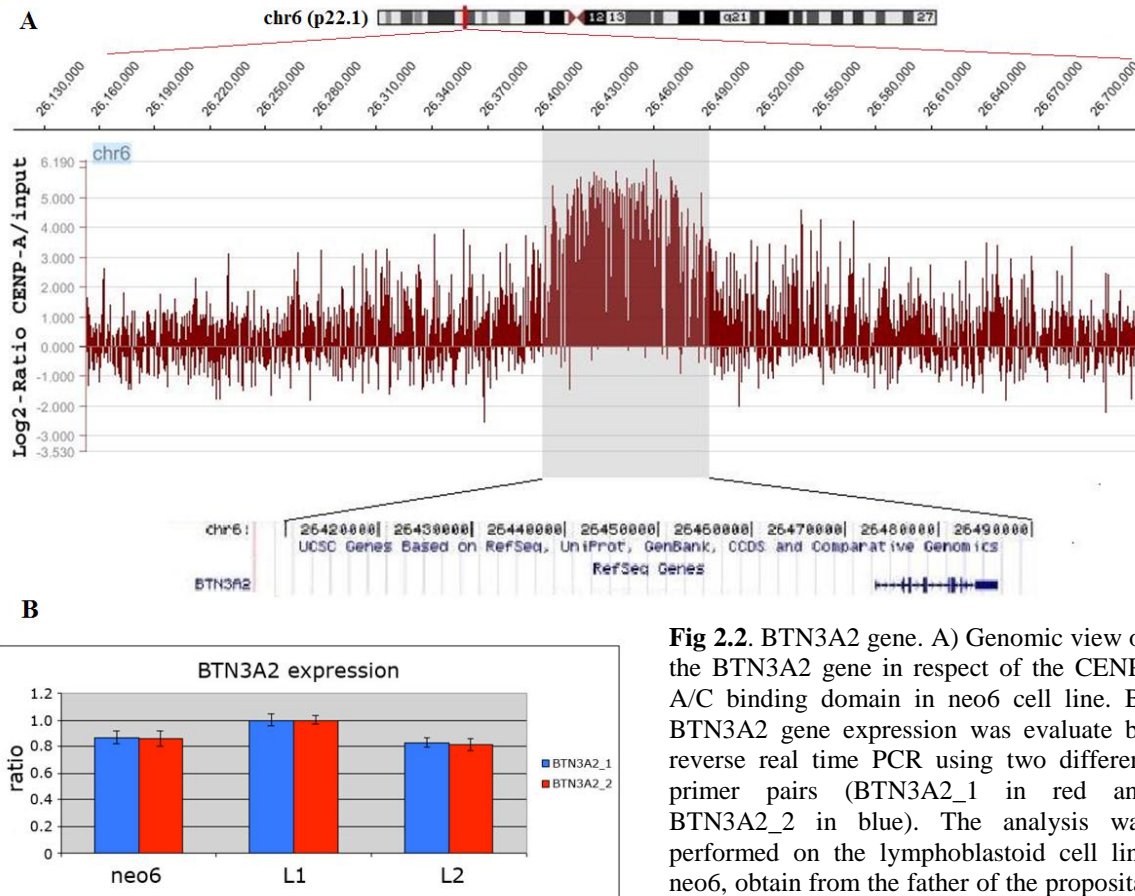 A
chr6 (p22.1)
12 13 q21 27
26.130.000 26.160.000 26.190.000 26.220.000 26.250.000 26.280.000 26.310.000 26.340.000 26.370.000 26.400.000 26.430.000 26.460.000 26.490.000 26.520.000 26.550.000 26.580.000 26.610.000 26.640.000 26.670.000 26.700.000
Log2-Ratio CENP-A/input
chr6
6.190
5.000
4.000
3.000
2.000
1.000
0.000
-1.000
-2.000
-3.000
-3.530
chr6: 26420000 26430000 26440000 26450000 26460000 26470000 26480000 26490000
UCSC Genes Based on RefSeq, UniProt, GenBank, CCDS and Comparative Genomics
RefSeq Genes
BTN3A2
B
BTN3A2 expression
ratio
1.2
1.0
0.8
0.6
0.4
0.2
0
neo6 L1 L2
BTN3A2_1
BTN3A2_2
Fig 2.2. BTN3A2 gene. A) Genomic view o
the BTN3A2 gene in respect of the CENP
A/C binding domain in neo6 cell line. B
BTN3A2 gene expression was evaluate b
reverse real time PCR using two differen
primer pairs (BTN3A2_1 in red an
BTN3A2_2 in blue). The analysis wa
performed on the lymphoblastoid cell lin
neo6, obtain from the father of the proposit